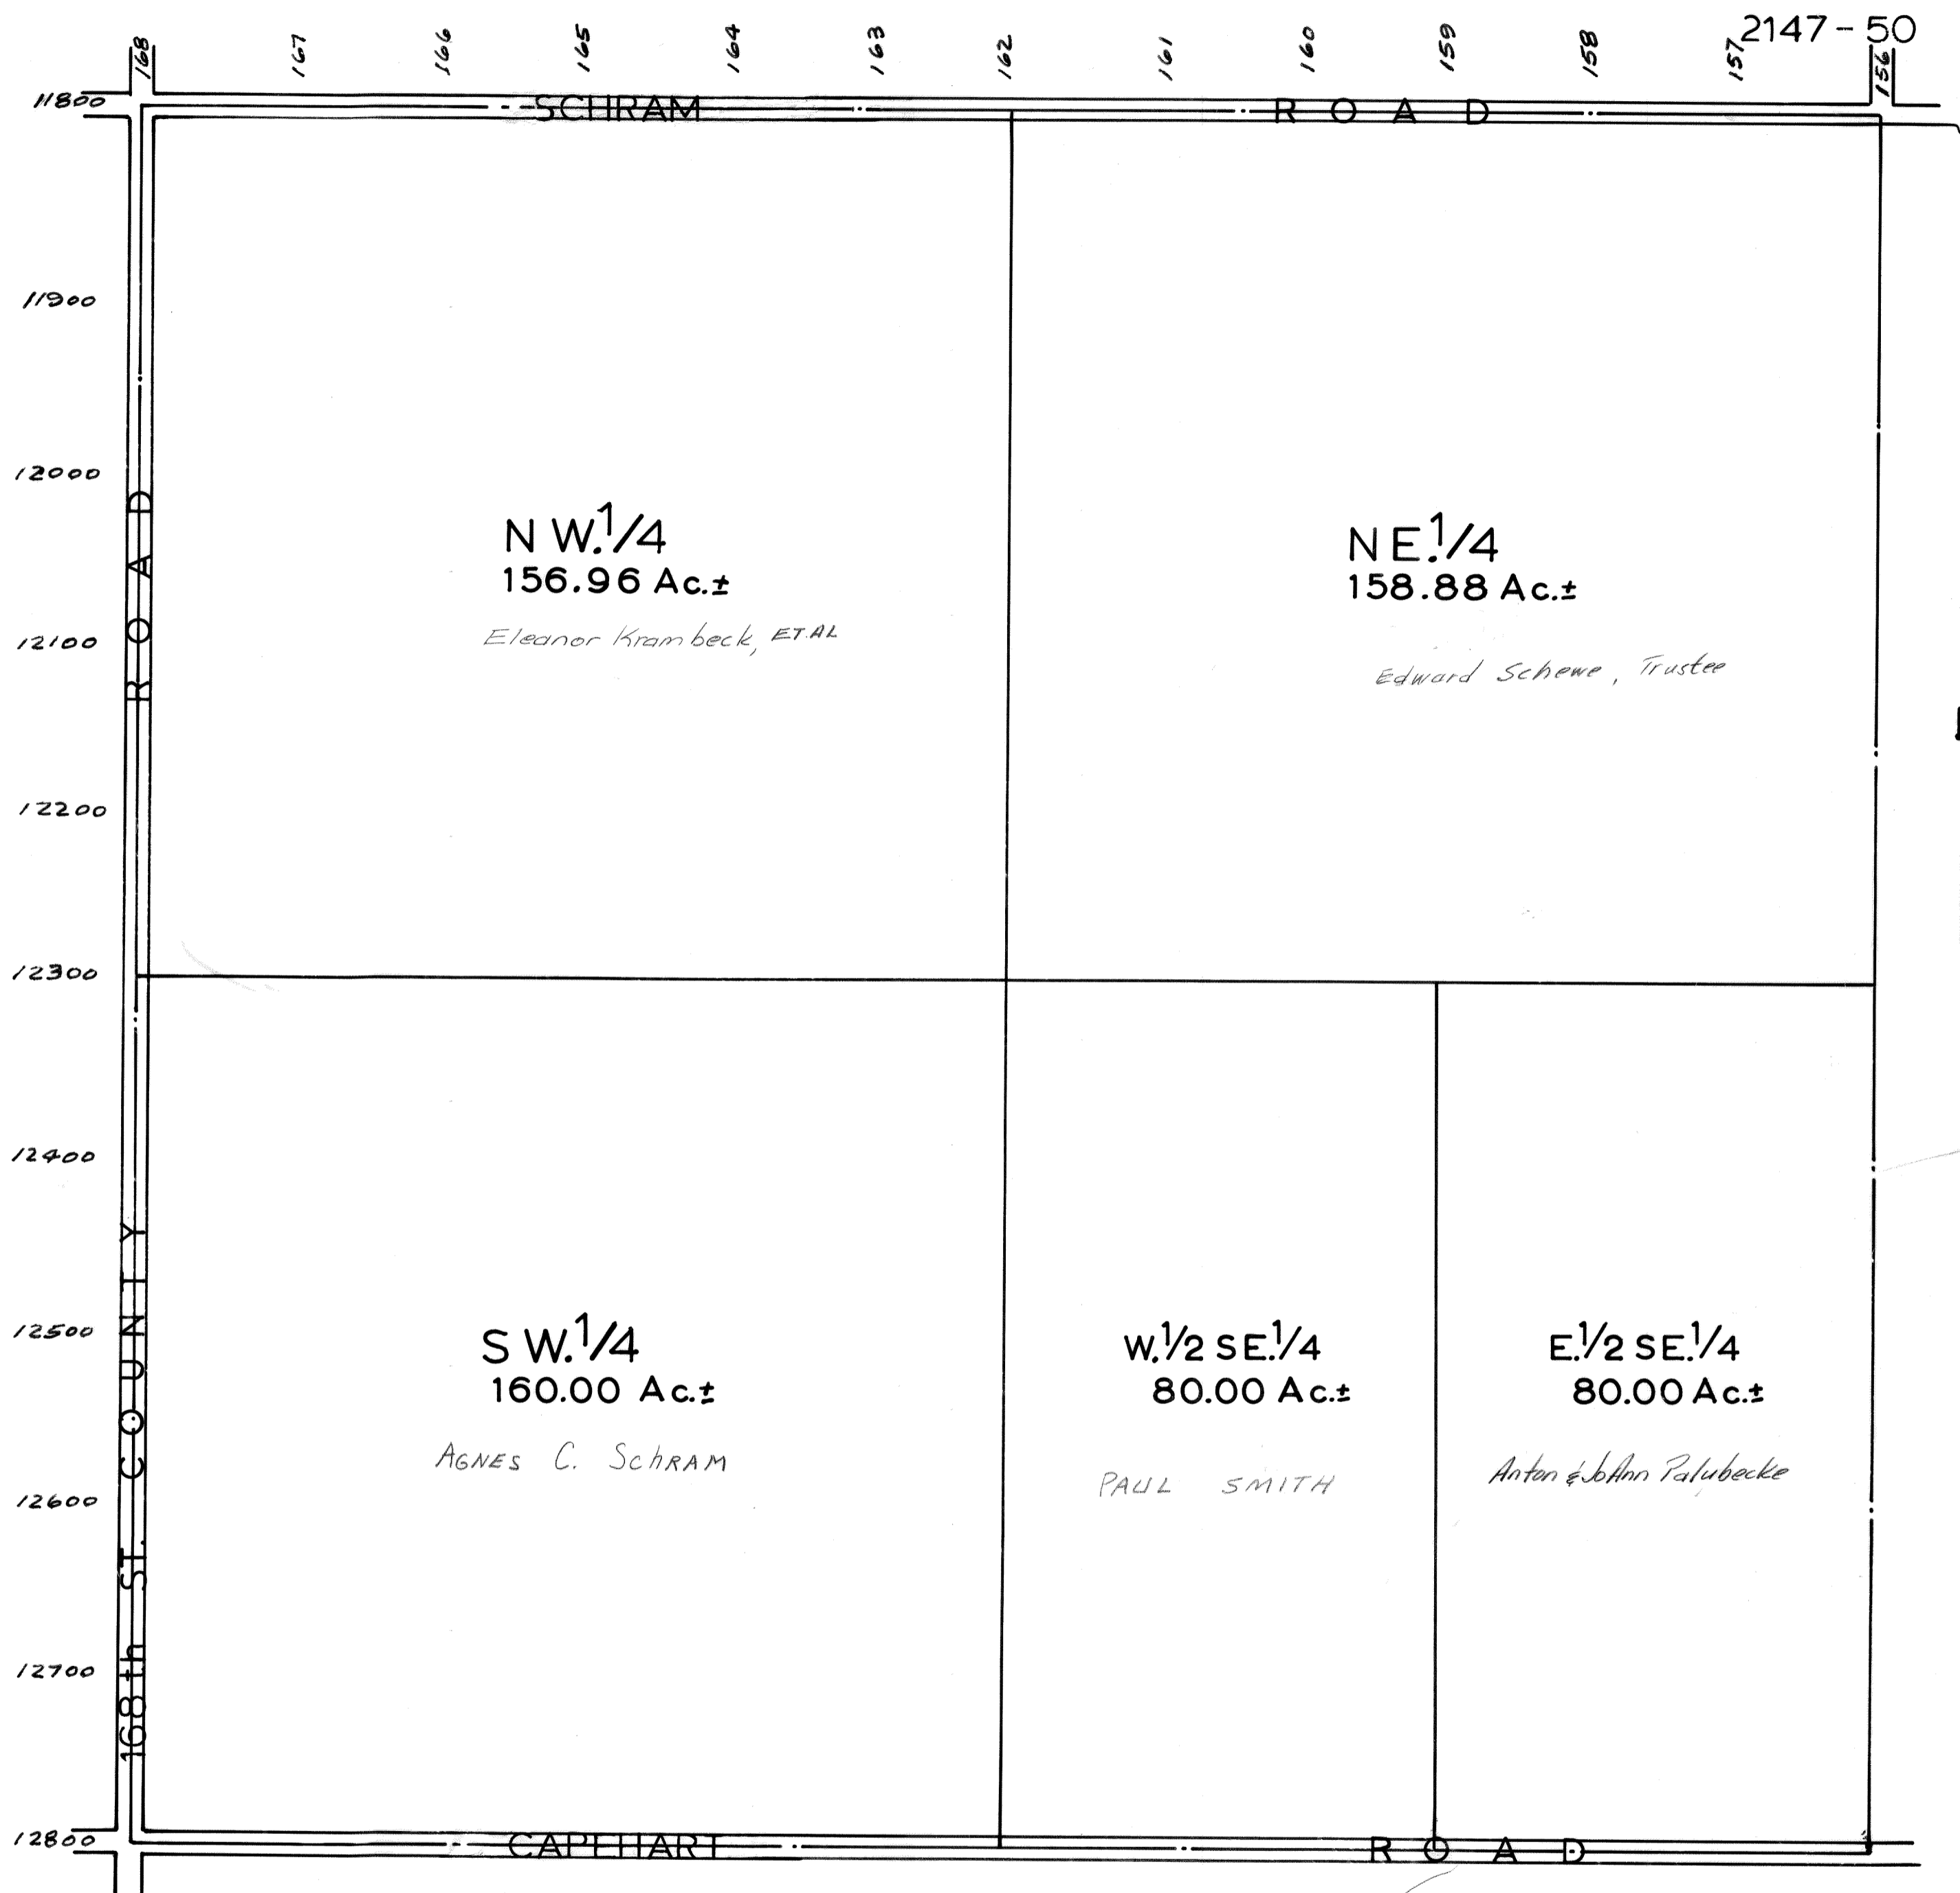 2147-50
168 167 166 165 164 163 162 161 160 159 158 157 156
11800
SCHRAM ROAD
11900
12000
12100
12200
12300
12400
12500
12600
12700
12800
168th ST. COUNTY ROAD
NW.1/4
156.96 Ac.±
Eleanor Krambeck, ET.AL
NE.1/4
158.88 Ac.±
Edward Schewe, Trustee
SW.1/4
160.00 Ac.±
AGNES C. SchRAM
W.1/2 SE.1/4
80.00 Ac.±
PAUL SMITH
E.1/2 SE.1/4
80.00 Ac.±
Anton & JoAnn Palubecke
CAPEHART ROAD